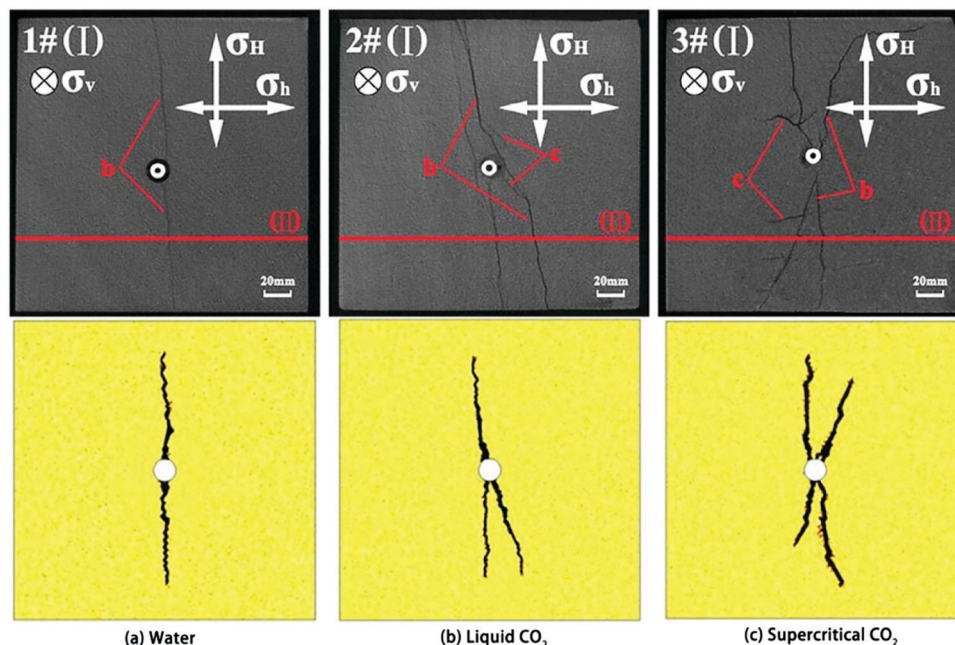 1# (Ⅰ)
σH
σv
σh
b
(Ⅱ)
20mm
2# (Ⅰ)
σH
σv
σh
b
c
(Ⅱ)
20mm
3# (Ⅰ)
σH
σv
σh
c
b
(Ⅱ)
20mm
(a) Water
(b) Liquid CO₂
(c) Supercritical CO₂